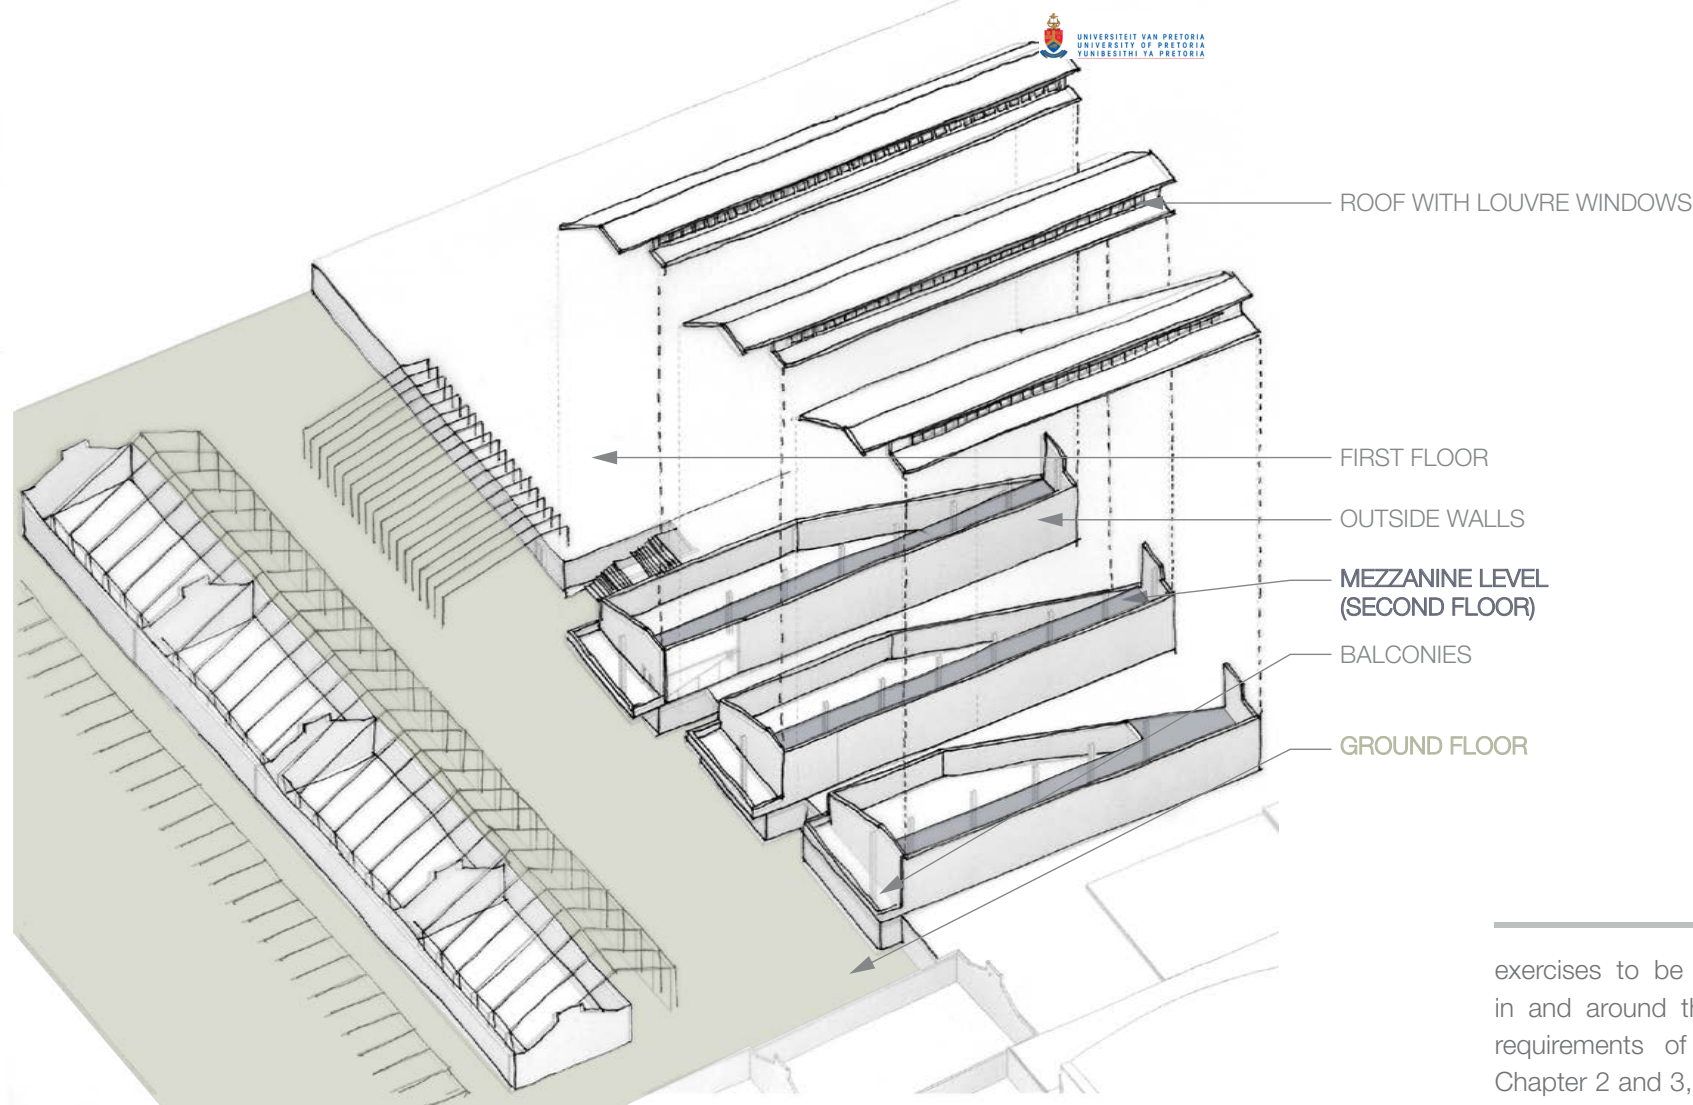 UNIVERSITEIT VAN PRETORIA
UNIVERSITY OF PRETORIA
YUNIBESITHI YA PRETORIA
ROOF WITH LOUVRE WINDOWS
FIRST FLOOR
OUTSIDE WALLS
MEZZANINE LEVEL
(SECOND FLOOR)
BALCONIES
GROUND FLOOR
exercises to be
in and around th
requirements of
Chapter 2 and 3,